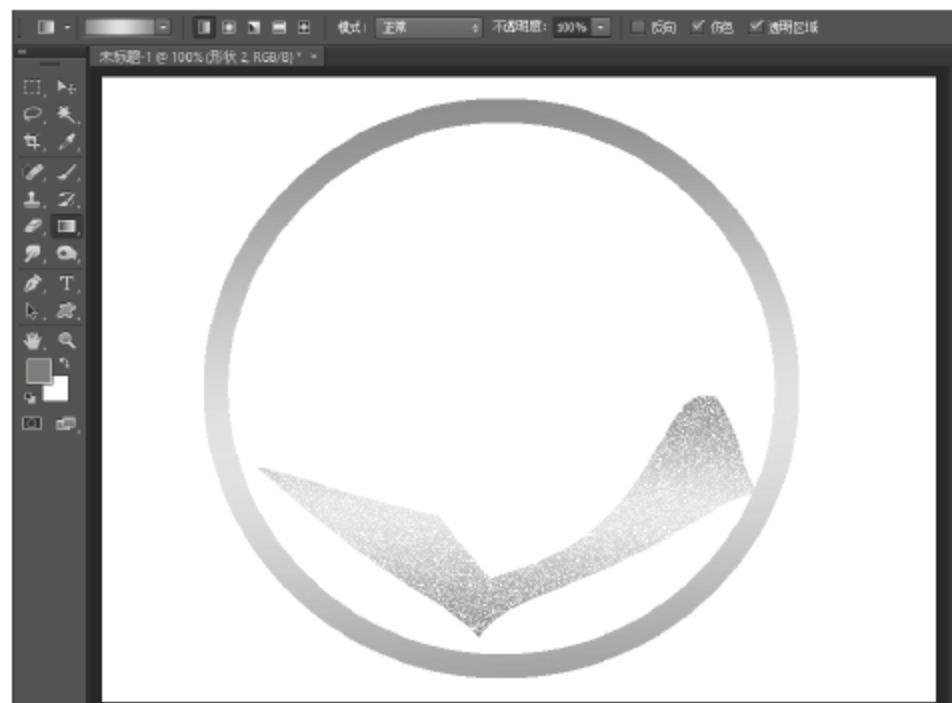 模式： 正常 不透明度： 100% 反向 仿色 透明区域
未标题-1 @ 100% (形状 2, RGB/8) * ×
T